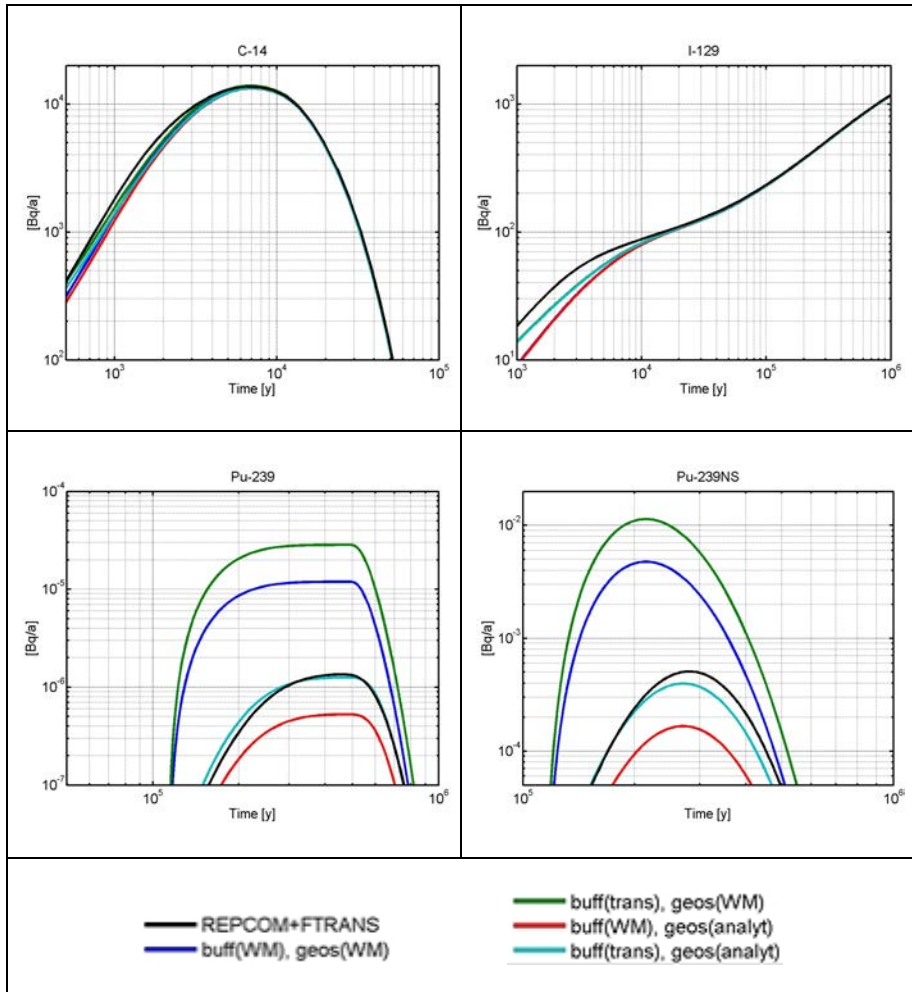 C-14
[Bq/a]
10^4
10^3
10^2
10^3
10^4
10^5
Time [y]
I-129
[Bq/a]
10^3
10^2
10^1
10^3
10^4
10^5
10^6
Time [y]
Pu-239
[Bq/a]
10^-4
10^-5
10^-6
10^-7
10^5
10^6
Time [y]
Pu-239NS
[Bq/a]
10^-2
10^-3
10^-4
10^5
10^6
Time [y]
REPCOM+FTRANS
buff(WM), geos(WM)
buff(trans), geos(WM)
buff(WM), geos(analyt)
buff(trans), geos(analyt)